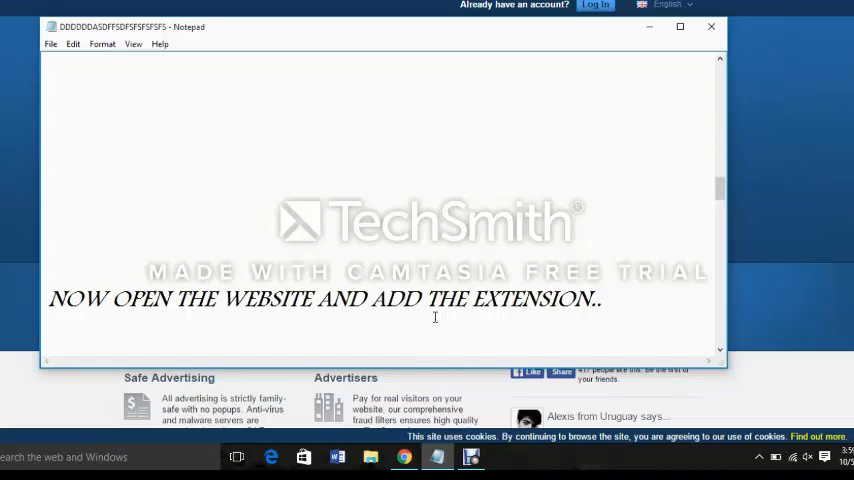 Already have an account? Log In English
DDDDDDASDFFSDFSFSFSFSFS - Notepad
File Edit Format View Help
TechSmith®
MADE WITH CAMTASIA FREE TRIAL
NOW OPEN THE WEBSITE AND ADD THE EXTENSION..
Safe Advertising
All advertising is strictly family-
safe with no popups. Anti-virus
and malware servers are
Advertisers
Pay for real visitors on your
website, our comprehensive
fraud filters ensures high quality
Like Share
417 people like this. Be the first of
your friends.
Alexis from Uruguay says...
This site uses cookies. By continuing to browse the site, you are agreeing to our use of cookies. Find out more.
earch the web and Windows
3:59
10/5